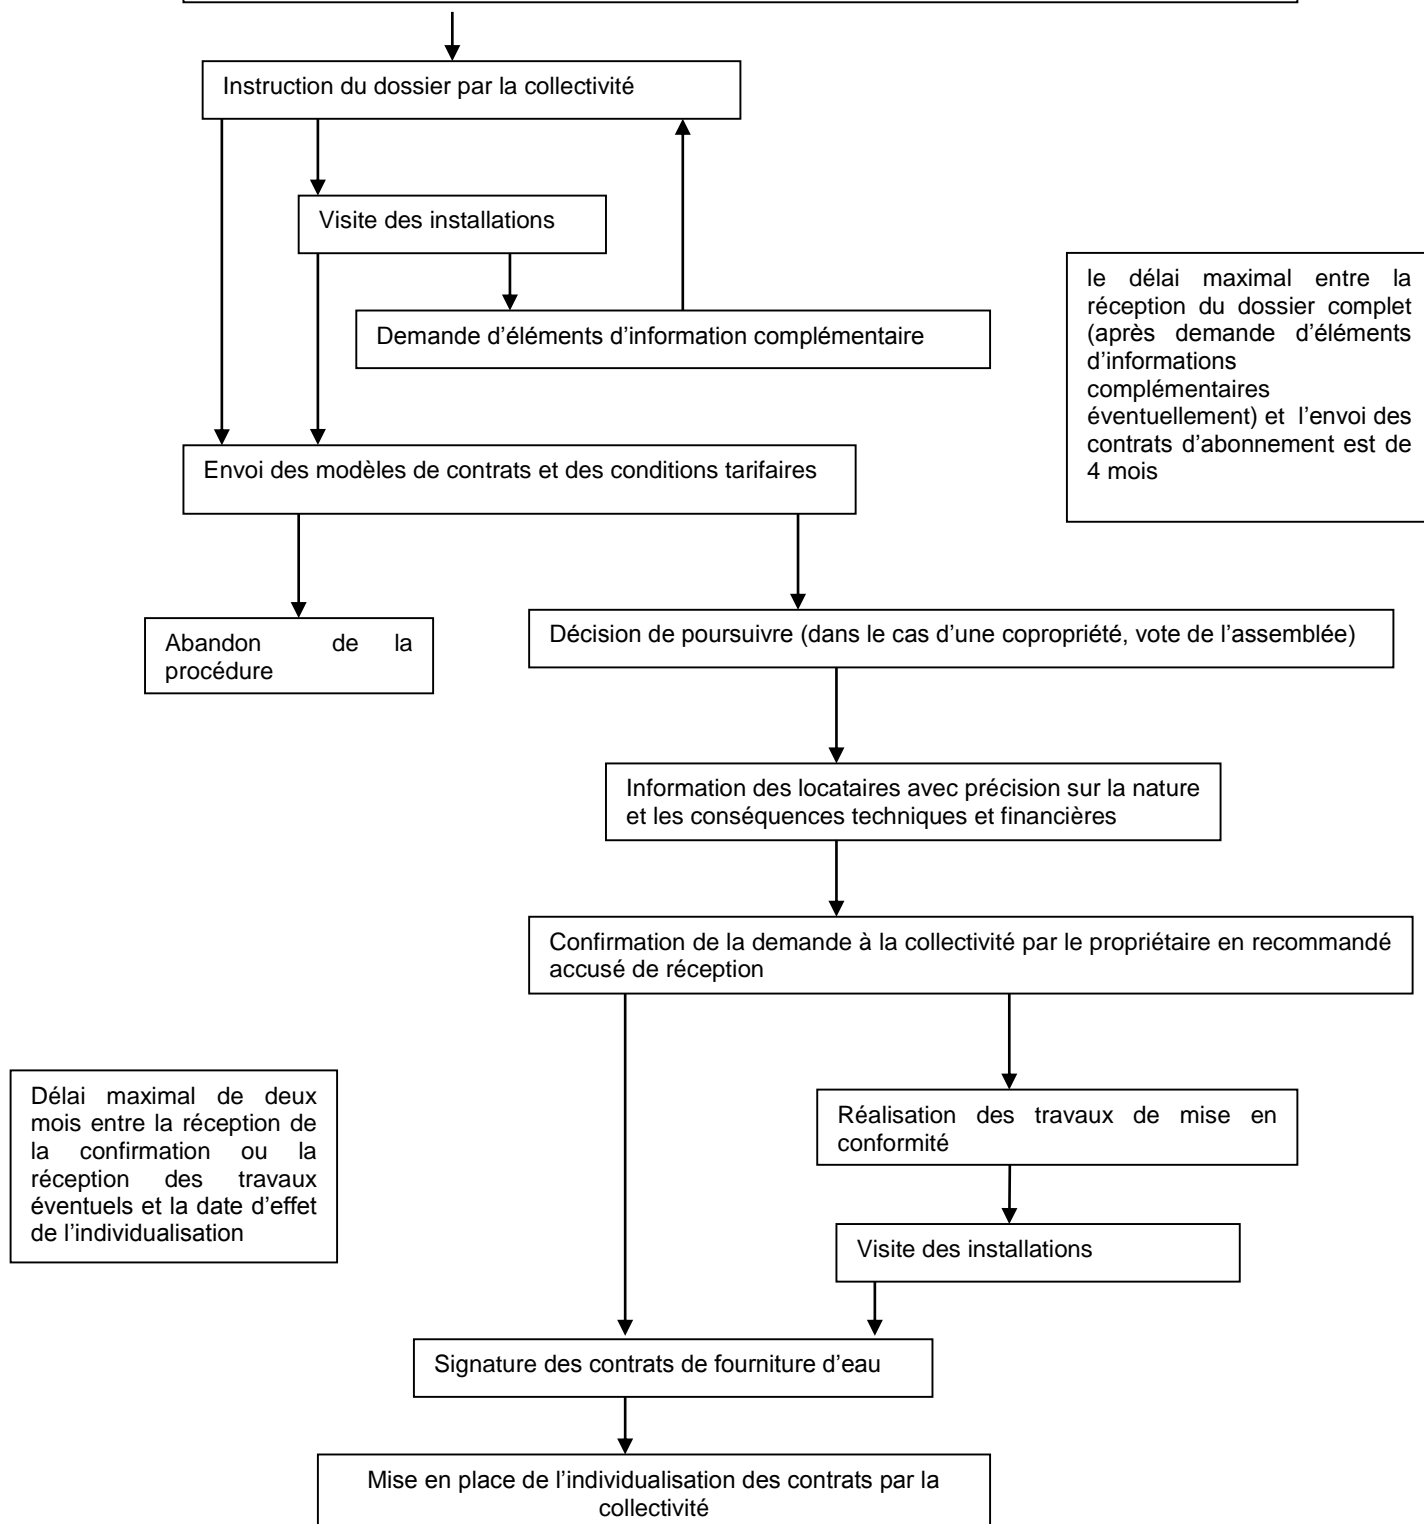 Instruction du dossier par la collectivité
Visite des installations
le délai maximal entre la
réception du dossier complet
(après demande d'éléments
d'informations
complémentaires
éventuellement) et l'envoi des
contrats d'abonnement est de
4 mois
Demande d'éléments d'information complémentaire
Envoi des modèles de contrats et des conditions tarifaires
Abandon de la
procédure
Décision de poursuivre (dans le cas d'une copropriété, vote de l'assemblée)
Information des locataires avec précision sur la nature
et les conséquences techniques et financières
Confirmation de la demande à la collectivité par le propriétaire en recommandé
accusé de réception
Délai maximal de deux
mois entre la réception de
la confirmation ou la
réception des travaux
éventuels et la date d'effet
de l'individualisation
Réalisation des travaux de mise en
conformité
Visite des installations
Signature des contrats de fourniture d'eau
Mise en place de l'individualisation des contrats par la
collectivité